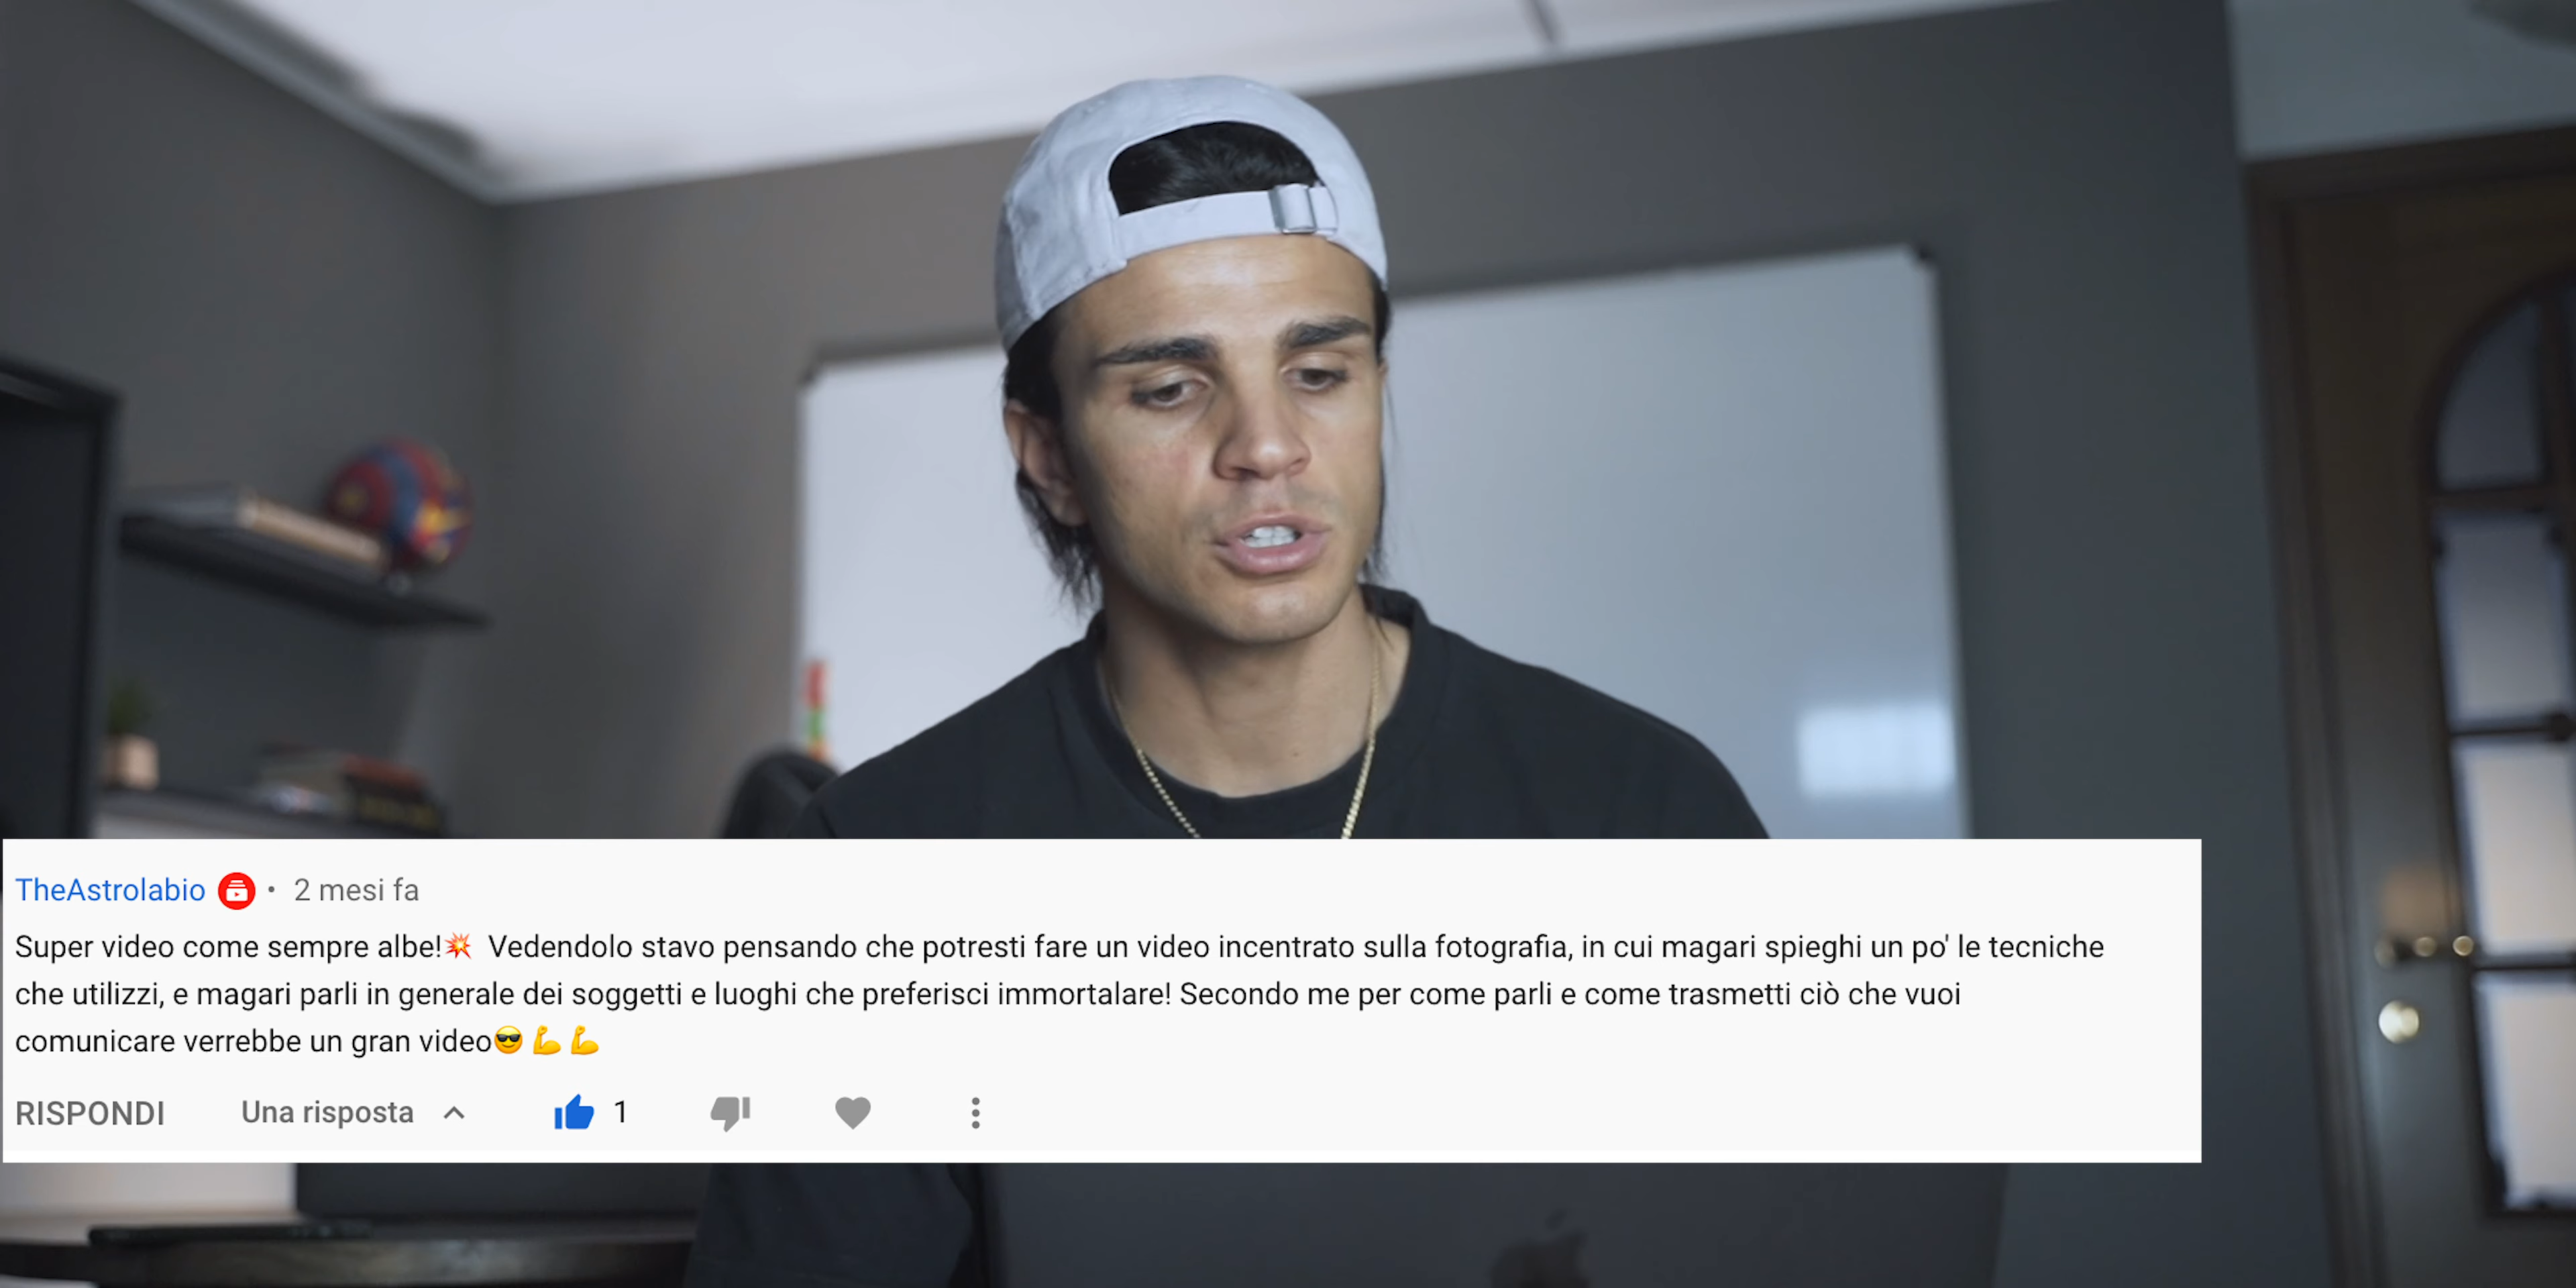 TheAstrolabio • 2 mesi fa
Super video come sempre albe!💥 Vedendolo stavo pensando che potresti fare un video incentrato sulla fotografia, in cui magari spieghi un po' le tecniche
che utilizzi, e magari parli in generale dei soggetti e luoghi che preferisci immortalare! Secondo me per come parli e come trasmetti ciò che vuoi
comunicare verrebbe un gran video😎💪💪
RISPONDI Una risposta 1